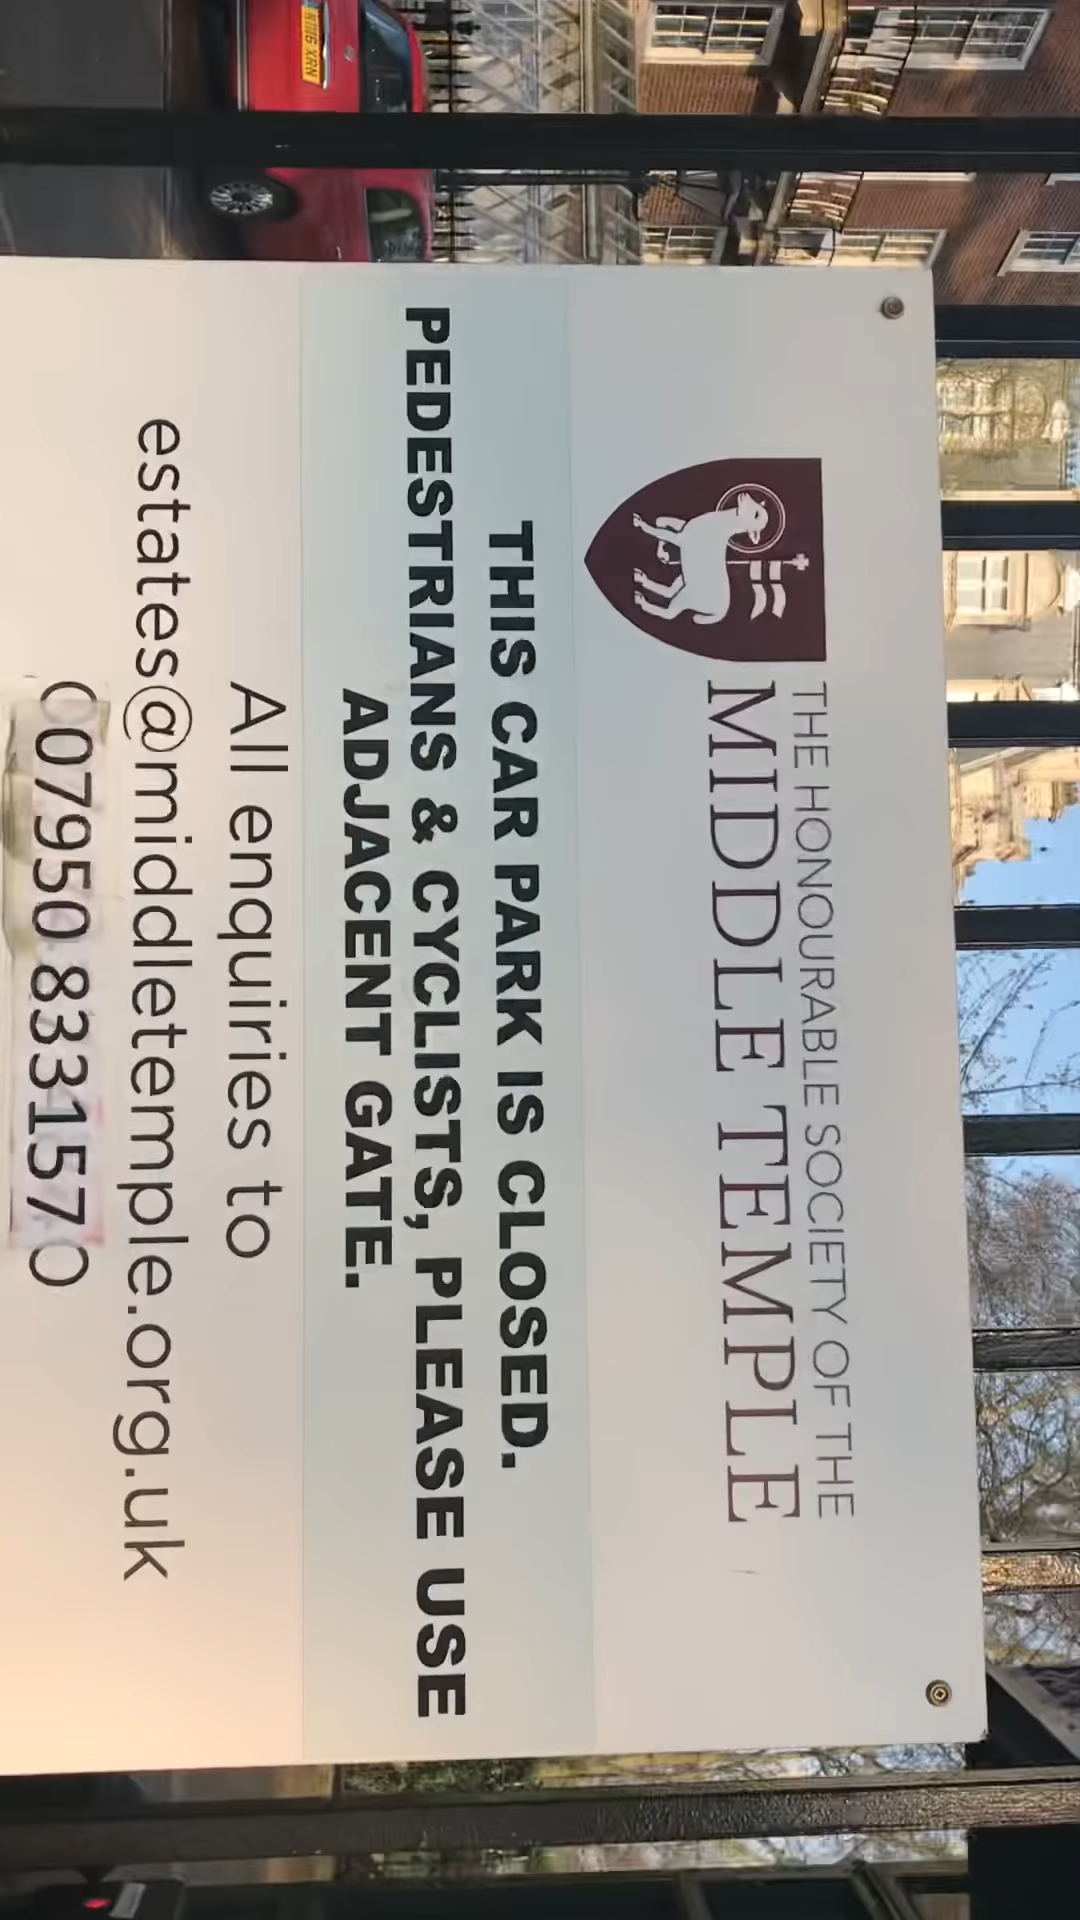 THE HONOURABLE SOCIETY OF THE
MIDDLE TEMPLE
THIS CAR PARK IS CLOSED.
PEDESTRIANS & CYCLISTS, PLEASE USE
ADJACENT GATE.
All enquiries to
estates@middletemple.org.uk
07950 831570